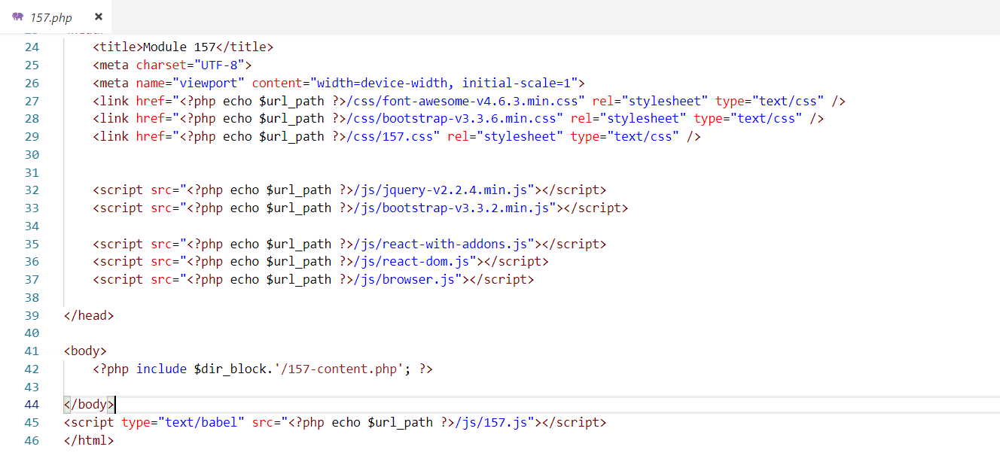 157.php ×
24 <title>Module 157</title>
25 <meta charset="UTF-8">
26 <meta name="viewport" content="width=device-width, initial-scale=1">
27 <link href="<?php echo $url_path ?>/css/font-awesome-v4.6.3.min.css" rel="stylesheet" type="text/css" />
28 <link href="<?php echo $url_path ?>/css/bootstrap-v3.3.6.min.css" rel="stylesheet" type="text/css" />
29 <link href="<?php echo $url_path ?>/css/157.css" rel="stylesheet" type="text/css" />
30
31
32 <script src="<?php echo $url_path ?>/js/jquery-v2.2.4.min.js"></script>
33 <script src="<?php echo $url_path ?>/js/bootstrap-v3.3.2.min.js"></script>
34
35 <script src="<?php echo $url_path ?>/js/react-with-addons.js"></script>
36 <script src="<?php echo $url_path ?>/js/react-dom.js"></script>
37 <script src="<?php echo $url_path ?>/js/browser.js"></script>
38
39 </head>
40
41 <body>
42 <?php include $dir_block.'/157-content.php'; ?>
43
44 </body>
45 <script type="text/babel" src="<?php echo $url_path ?>/js/157.js"></script>
46 </html>